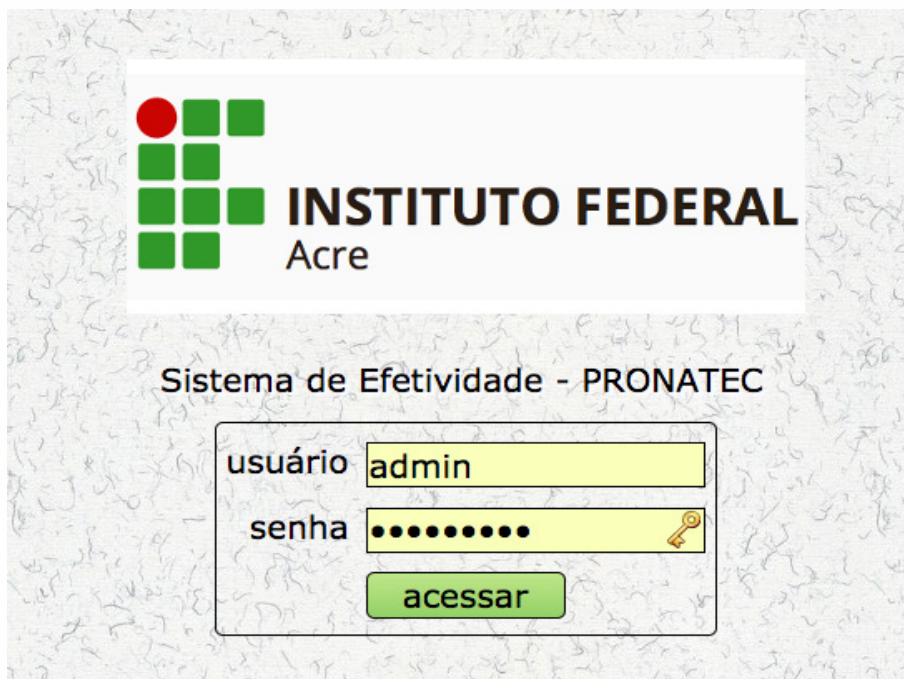 INSTITUTO FEDERAL
Acre
Sistema de Efetividade - PRONATEC
usuário admin
senha •••••••••
acessar